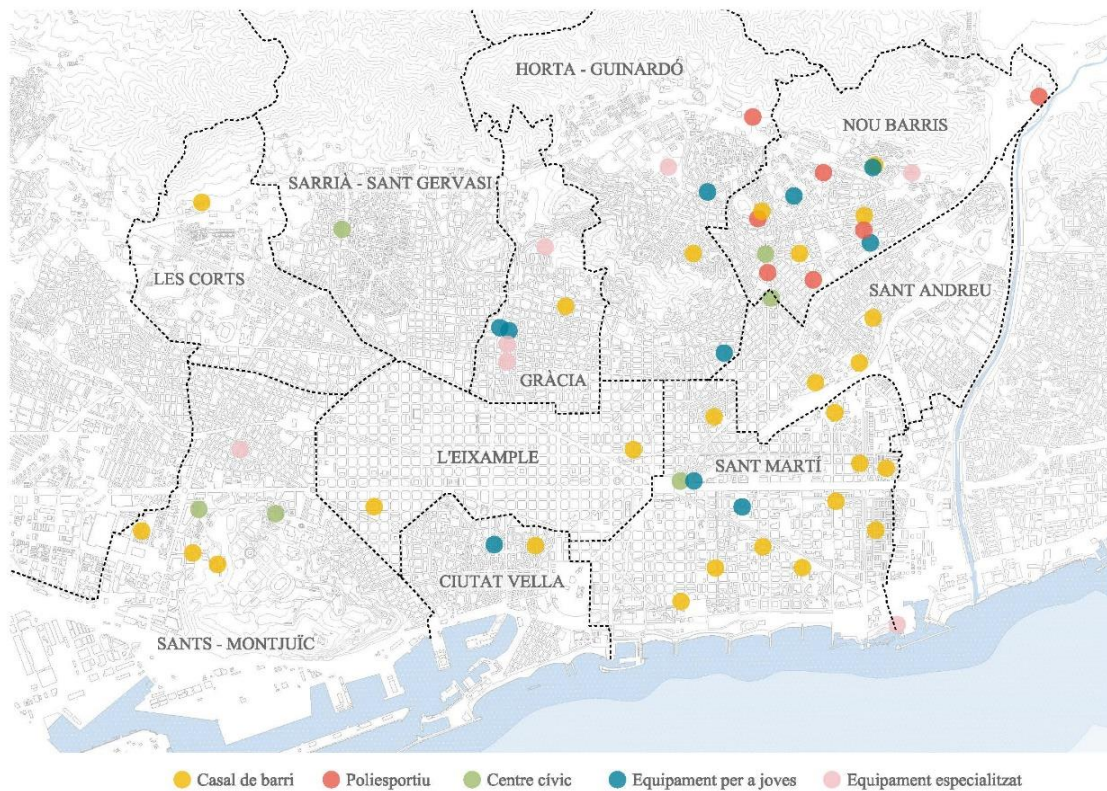 HORTA - GUINARDÓ
NOU BARRIS
SARRIÀ - SANT GERVASI
LES CORTS
SANT ANDREU
GRÀCIA
L'EIXAMPLE
SANT MARTÍ
CIUTAT VELLA
SANTS - MONTJUÏC
Casal de barri
Poliesportiu
Centre cívic
Equipament per a joves
Equipament especialitzat